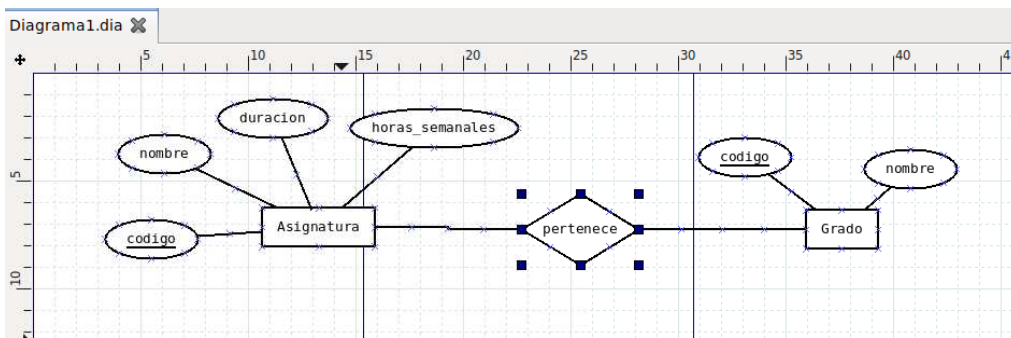 Diagrama1.dia
5
10
15
20
25
30
35
40
45
5
10
duracion
horas_semanales
nombre
codigo
Asignatura
pertenece
codigo
nombre
Grado